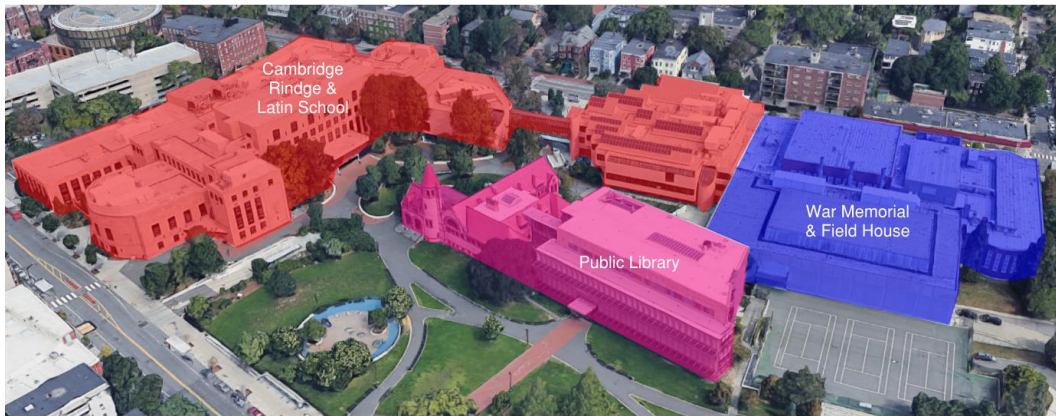 Cambridge
Rindge &
Latin School
War Memorial
& Field House
Public Library